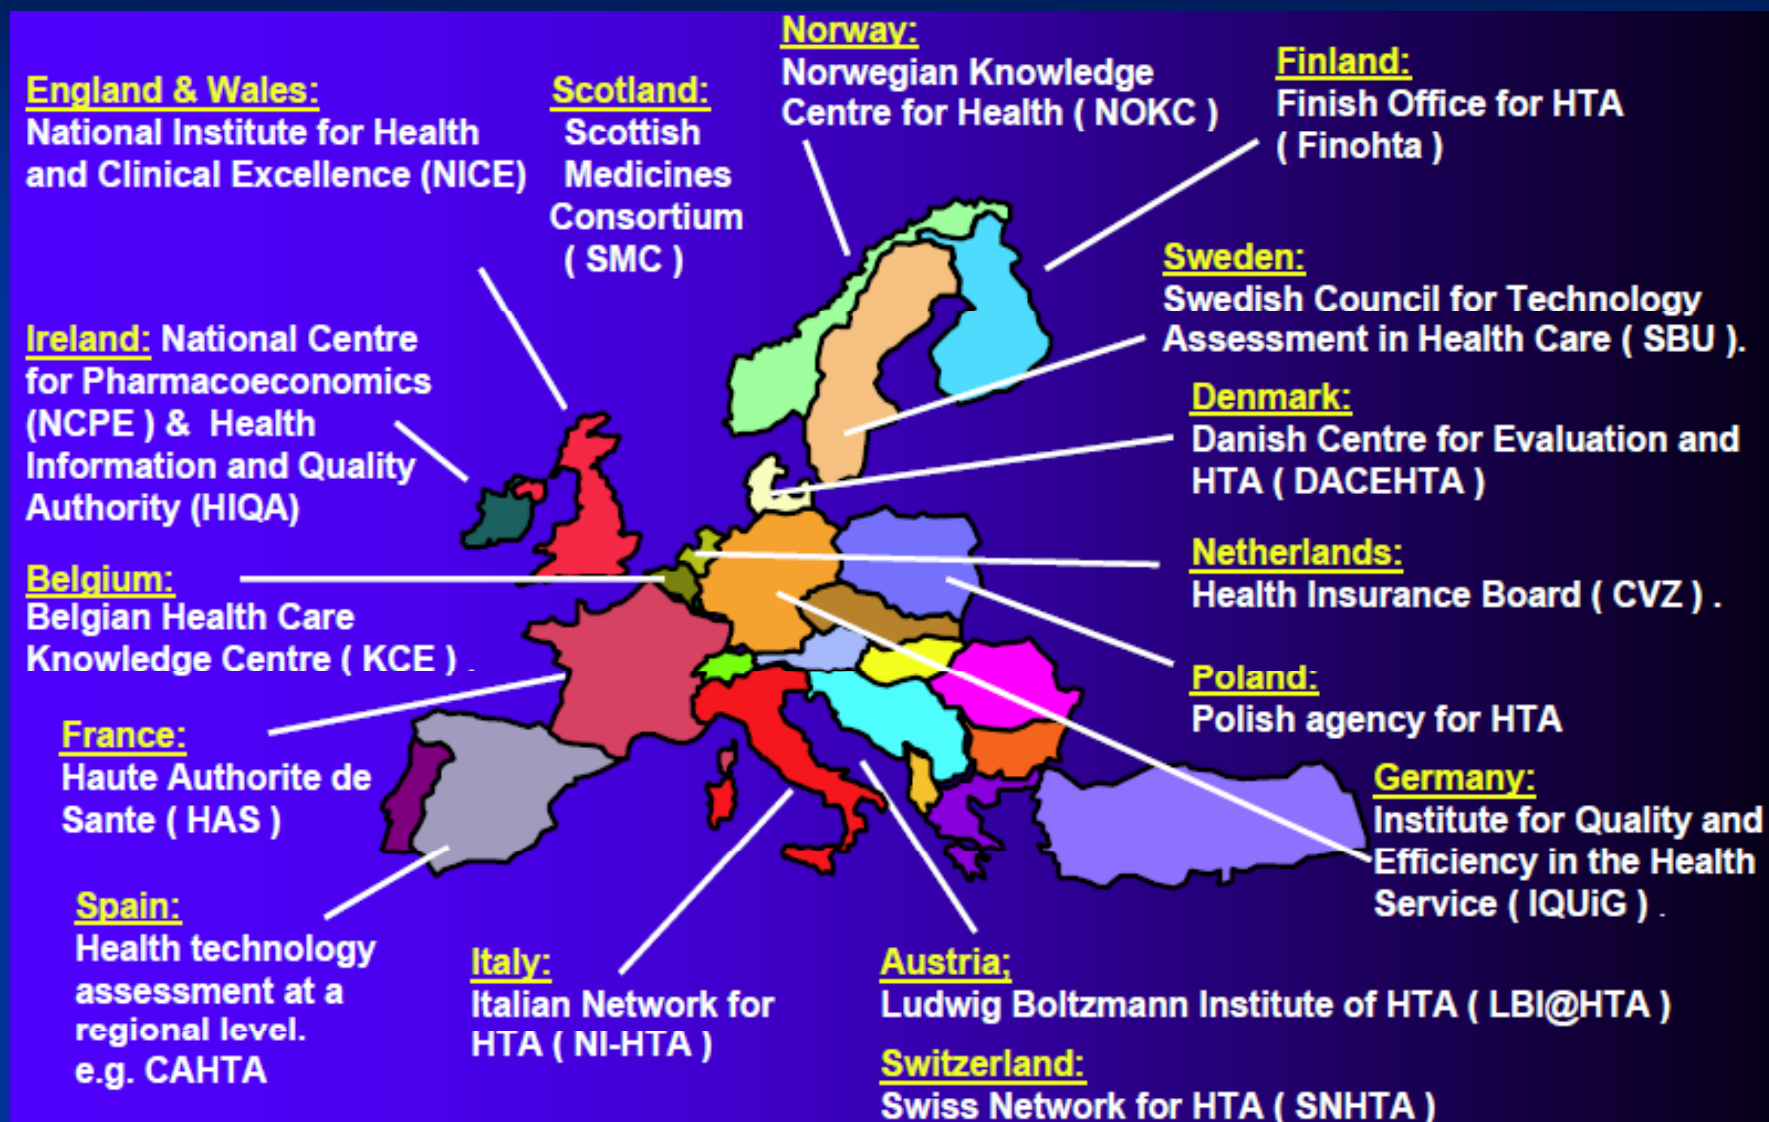 Norway:
Norwegian Knowledge
Centre for Health ( NOKC )
Finland:
Finish Office for HTA
( Finohta )
England & Wales:
National Institute for Health
and Clinical Excellence (NICE)
Scotland:
Scottish
Medicines
Consortium
( SMC )
Sweden:
Swedish Council for Technology
Assessment in Health Care ( SBU ).
Ireland: National Centre
for Pharmacoeconomics
(NCPE ) & Health
Information and Quality
Authority (HIQA)
Denmark:
Danish Centre for Evaluation and
HTA ( DACEHTA )
Belgium:
Belgian Health Care
Knowledge Centre ( KCE ) .
Netherlands:
Health Insurance Board ( CVZ ) .
Poland:
Polish agency for HTA
France:
Haute Authorite de
Sante ( HAS )
Germany:
Institute for Quality and
Efficiency in the Health
Service ( IQUiG ) .
Spain:
Health technology
assessment at a
regional level.
e.g. CAHTA
Italy:
Italian Network for
HTA ( NI-HTA )
Austria;
Ludwig Boltzmann Institute of HTA ( LBI@HTA )
Switzerland:
Swiss Network for HTA ( SNHTA )